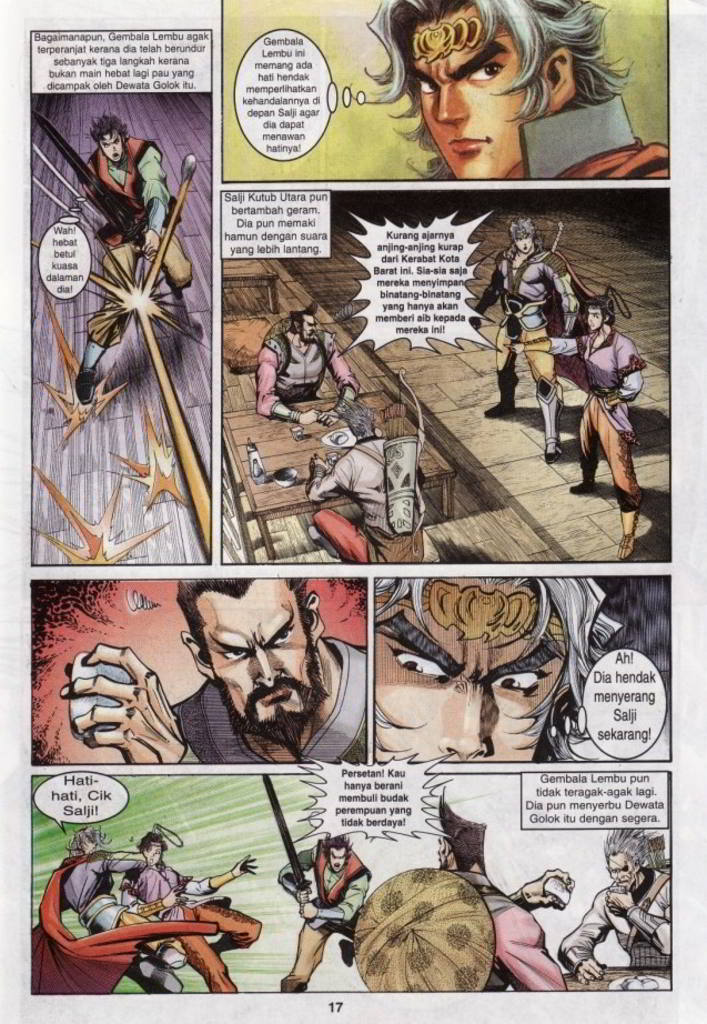 Bagaimanapun, Gembala Lembu agak
terperanjat kerana dia telah berundur
sebanyak tiga langkah kerana
bukan main hebat lagi pau yang
dicampak oleh Dewata Golok itu.
Wah!
hebat
betul
kuasa
dalaman
dia!
Gembala
Lembu ini
memang ada
hati hendak
memperlihatkan
kehandalannya di
depan Salji agar
dia dapat
menawan
hatinya!
Salji Kutub Utara pun
bertambah geram.
Dia pun memaki
hamun dengan suara
yang lebih lantang.
Kurang ajarnya
anjing-anjing kurap
dari Kerabat Kota
Barat ini. Sia-sia saja
mereka menyimpan
binatang-binatang
yang hanya akan
memberi aib kepada
mereka ini!
Ah!
Dia hendak
menyerang
Salji
sekarang!
Hati-
hati, Cik
Salji!
Persetan! Kau
hanya berani
membuli budak
perempuan yang
tidak berdaya!
Gembala Lembu pun
tidak teragak-agak lagi.
Dia pun menyerbu Dewata
Golok itu dengan segera.
17